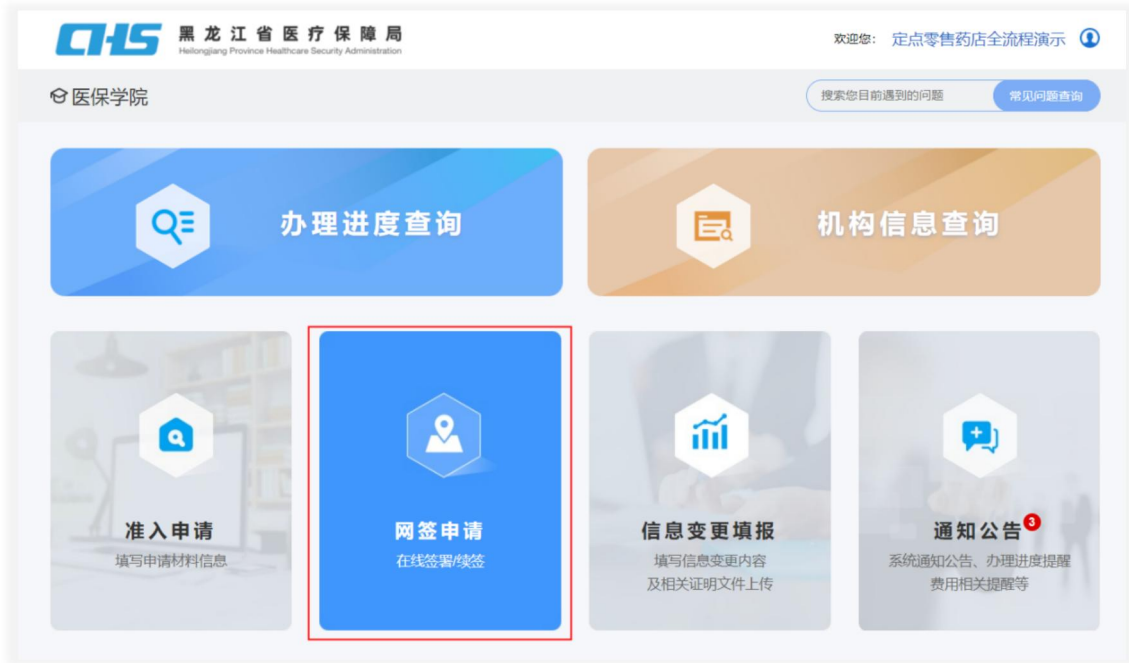 CHS
黑龙江省医疗保障局
Heilongjiang Province Healthcare Security Administration
欢迎您: 定点零售药店全流程演示
医保学院
搜索您目前遇到的问题
常见问题查询
办理进度查询
机构信息查询
准入申请
填写申请材料信息
网签申请
在线签署/续签
信息变更填报
填写信息变更内容
及相关证明文件上传
通知公告 3
系统通知公告、办理进度提醒
费用相关提醒等